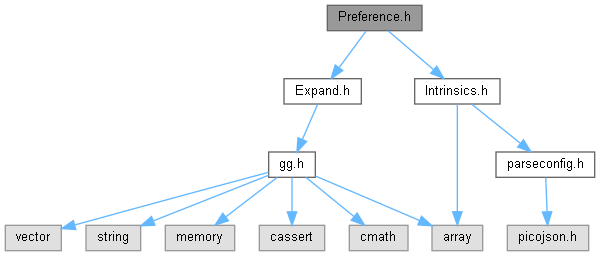 Preference.h
Expand.h
Intrinsics.h
gg.h
parseconfig.h
vector
string
memory
cassert
cmath
array
picojson.h